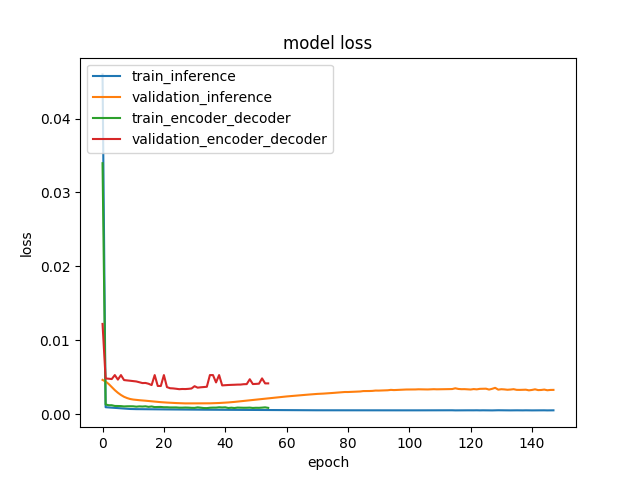 model loss
train_inference
validation_inference
train_encoder_decoder
validation_encoder_decoder
0.04
0.03
0.02
0.01
0.00
loss
0 20 40 60 80 100 120 140
epoch